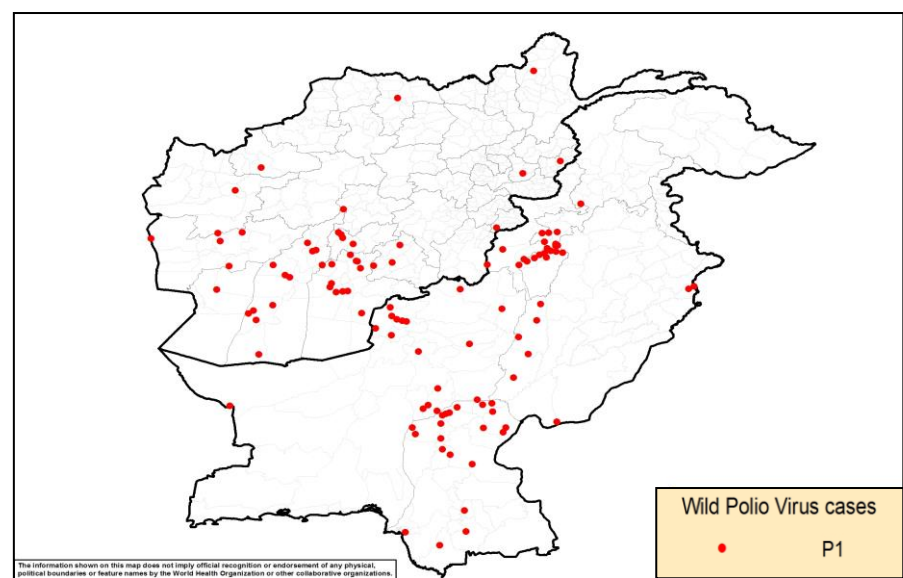 Wild Polio Virus cases
P1
The information shown on this map does not imply official recognition or endorsement of any physical,
political boundaries or feature names by the World Health Organization or other collaborative organizations.